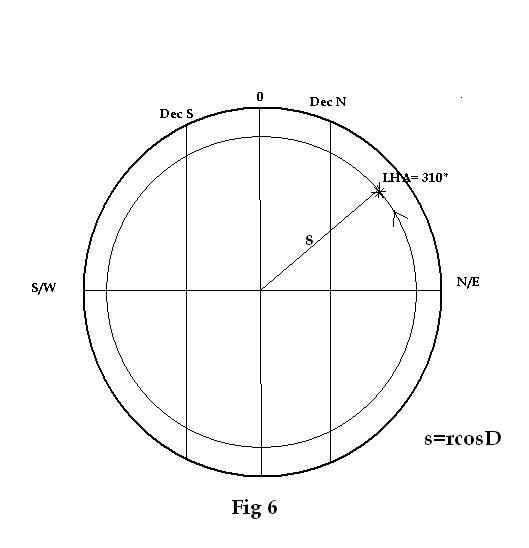 0
Dec S
Dec N
LHA= 310*
S
S/W
N/E
s=rcosD
Fig 6